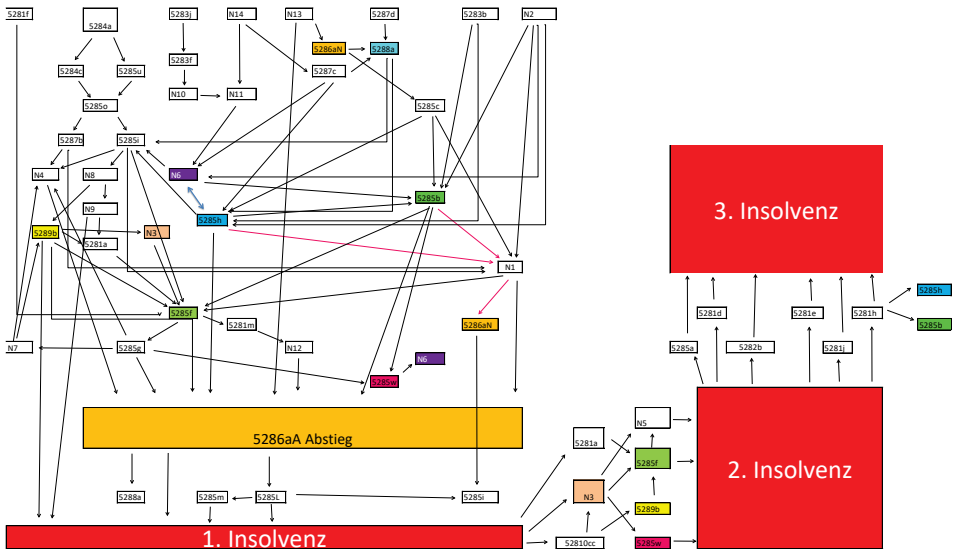 5281f
5283j
N14
N13
5287d
5283b
N2
5284a
5286aN
5288a
5283f
5284c
5285u
5287c
N10
N11
5285o
5285c
5287b
5285i
N4
N8
N6
5285b
N9
5285h
5289b
5281a
N3
N1
5285f
5281m
5286aN
N7
5285g
N12
N6
5285w
3. Insolvenz
5285h
5281d
5281e
5281h
5285b
5285a
5282b
5281j
5286aA Abstieg
5288a
5285m
5285L
5285i
1. Insolvenz
5281a
N5
5285f
N3
5289b
52810cc
5285w
2. Insolvenz